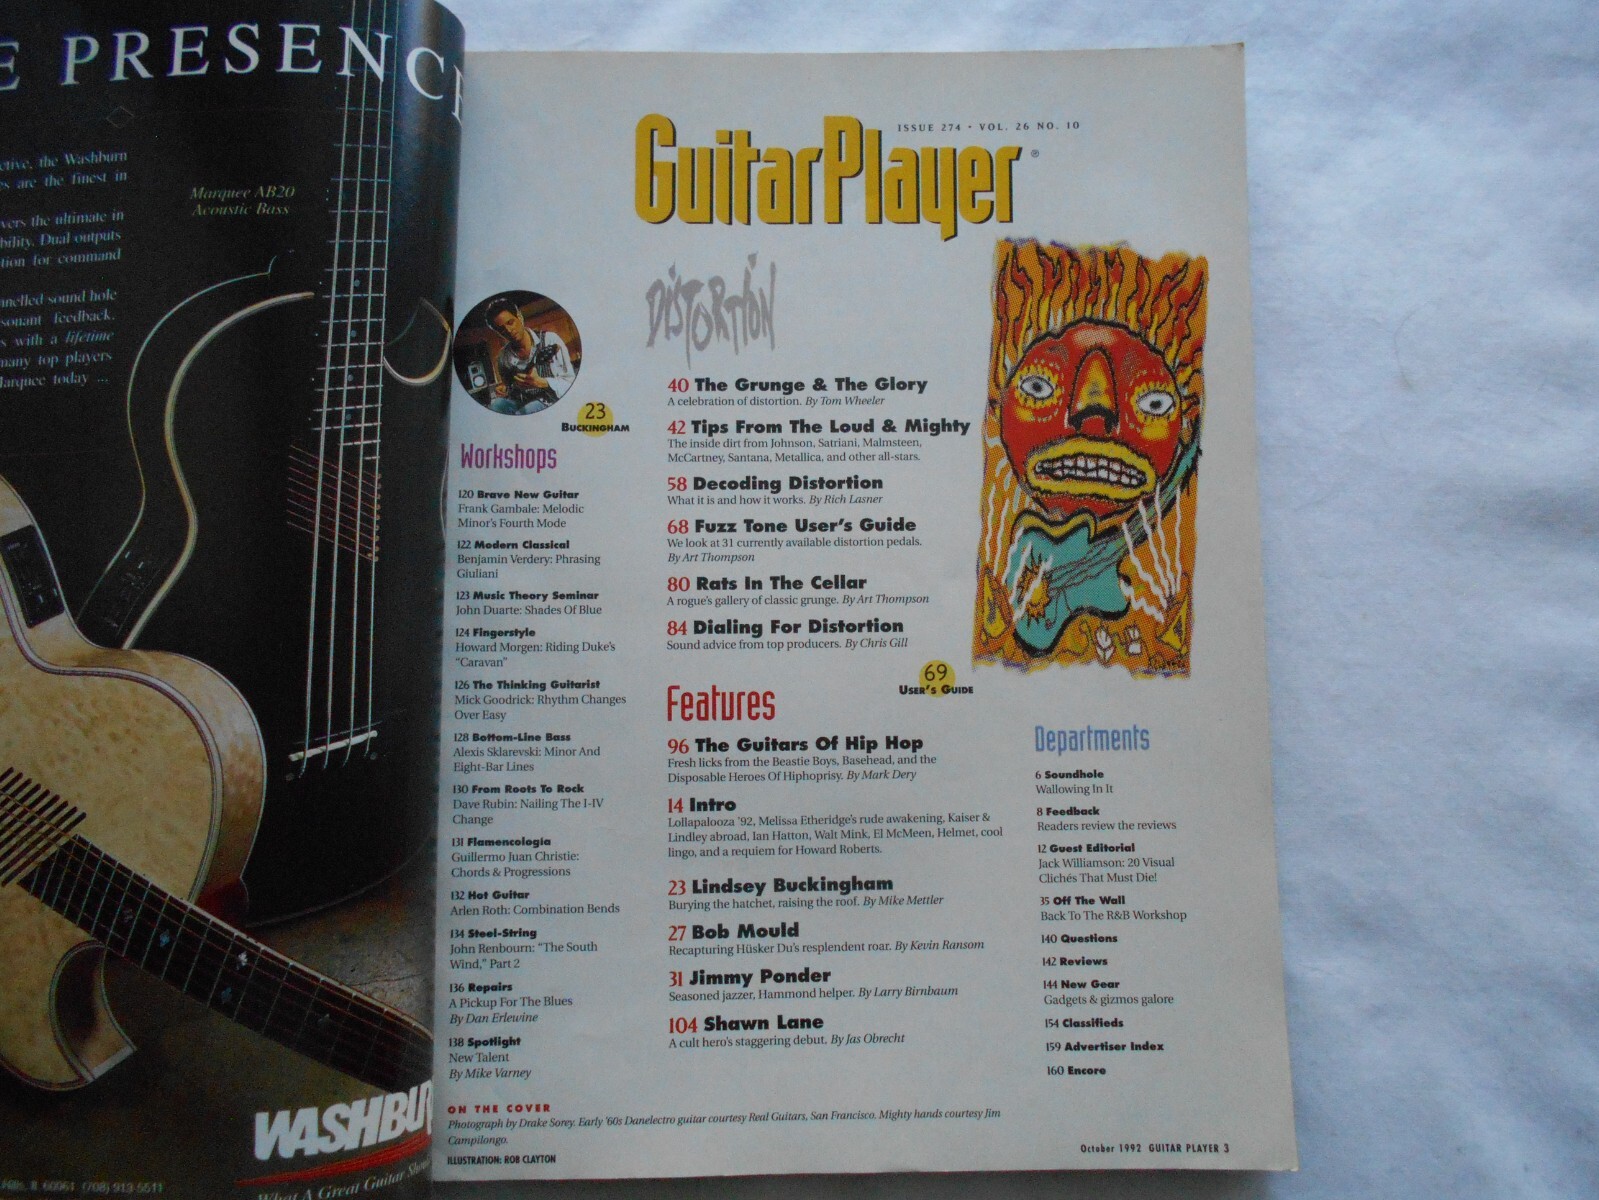 E PRESENCE
ctive, the Washburn
es are the finest in
Marquee AB20
Acoustic Bass
vers the ultimate in
bility. Dual outputs
tion for command
nnelled sound hole
sonant feedback.
s with a lifetime
many top players
Marquee today ...
WASHBU
What A Great Guitar Shou
Hills, IL 60061 (708) 913-5511
ISSUE 274 • VOL. 26 NO. 10
GuitarPlayer®
DISTORTION
40 The Grunge & The Glory
A celebration of distortion. By Tom Wheeler
42 Tips From The Loud & Mighty
The inside dirt from Johnson, Satriani, Malmsteen,
McCartney, Santana, Metallica, and other all-stars.
58 Decoding Distortion
What it is and how it works. By Rich Lasner
68 Fuzz Tone User's Guide
We look at 31 currently available distortion pedals.
By Art Thompson
80 Rats In The Cellar
A rogue's gallery of classic grunge. By Art Thompson
84 Dialing For Distortion
Sound advice from top producers. By Chris Gill
69
USER'S GUIDE
23
BUCKINGHAM
Workshops
120 Brave New Guitar
Frank Gambale: Melodic
Minor's Fourth Mode
122 Modern Classical
Benjamin Verdery: Phrasing
Giuliani
123 Music Theory Seminar
John Duarte: Shades Of Blue
124 Fingerstyle
Howard Morgen: Riding Duke's
"Caravan"
126 The Thinking Guitarist
Mick Goodrick: Rhythm Changes
Over Easy
128 Bottom-Line Bass
Alexis Sklarevski: Minor And
Eight-Bar Lines
130 From Roots To Rock
Dave Rubin: Nailing The I-IV
Change
131 Flamencologia
Guillermo Juan Christie:
Chords & Progressions
132 Hot Guitar
Arlen Roth: Combination Bends
134 Steel-String
John Renbourn: "The South
Wind," Part 2
136 Repairs
A Pickup For The Blues
By Dan Erlewine
138 Spotlight
New Talent
By Mike Varney
Features
96 The Guitars Of Hip Hop
Fresh licks from the Beastie Boys, Basehead, and the
Disposable Heroes Of Hiphoprisy. By Mark Dery
14 Intro
Lollapalooza '92, Melissa Etheridge's rude awakening, Kaiser &
Lindley abroad, Ian Hatton, Walt Mink, El McMeen, Helmet, cool
lingo, and a requiem for Howard Roberts.
23 Lindsey Buckingham
Burying the hatchet, raising the roof. By Mike Mettler
27 Bob Mould
Recapturing Hüsker Du's resplendent roar. By Kevin Ransom
31 Jimmy Ponder
Seasoned jazzer, Hammond helper. By Larry Birnbaum
104 Shawn Lane
A cult hero's staggering debut. By Jas Obrecht
Departments
6 Soundhole
Wallowing In It
8 Feedback
Readers review the reviews
12 Guest Editorial
Jack Williamson: 20 Visual
Clichés That Must Die!
35 Off The Wall
Back To The R&B Workshop
140 Questions
142 Reviews
144 New Gear
Gadgets & gizmos galore
154 Classifieds
159 Advertiser Index
160 Encore
ON THE COVER
Photograph by Drake Sorey. Early '60s Danelectro guitar courtesy Real Guitars, San Francisco. Mighty hands courtesy Jim
Campilongo.
ILLUSTRATION: ROB CLAYTON
October 1992 GUITAR PLAYER 3